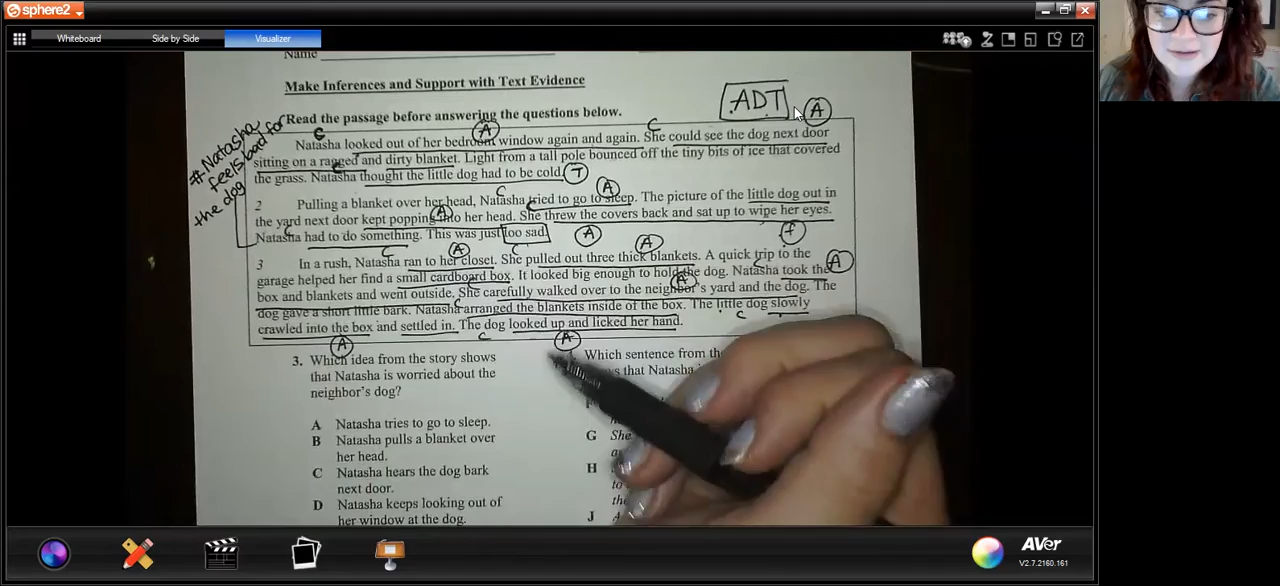 sphere2
Whiteboard
Side by Side
Visualizer
Name
Make Inferences and Support with Text Evidence
ADT
A
Read the passage before answering the questions below.
#Natasha
feels bad for
the dog
C
A
C
Natasha looked out of her bedroom window again and again. She could see the dog next door
sitting on a ragged and dirty blanket. Light from a tall pole bounced off the tiny bits of ice that covered
the grass. Natasha thought the little dog had to be cold.
T
C
A
2 Pulling a blanket over her head, Natasha tried to go to sleep. The picture of the little dog out in
the yard next door kept popping into her head. She threw the covers back and sat up to wipe her eyes.
A
Natasha had to do something. This was just too sad.
C
A
A
A
f
3 In a rush, Natasha ran to her closet. She pulled out three thick blankets. A quick trip to the
garage helped her find a small cardboard box. It looked big enough to hold the dog. Natasha took the
A
box and blankets and went outside. She carefully walked over to the neighbor's yard and the dog. The
A
dog gave a short little bark. Natasha arranged the blankets inside of the box. The little dog slowly
C
crawled into the box and settled in. The dog looked up and licked her hand.
A
C
A
3. Which idea from the story shows
that Natasha is worried about the
neighbor's dog?
A Natasha tries to go to sleep.
B Natasha pulls a blanket over
her head.
C Natasha hears the dog bark
next door.
D Natasha keeps looking out of
her window at the dog.
Which sentence from the
that Natasha
G She
H
to
the
J
AVer
V2.7.2160.161